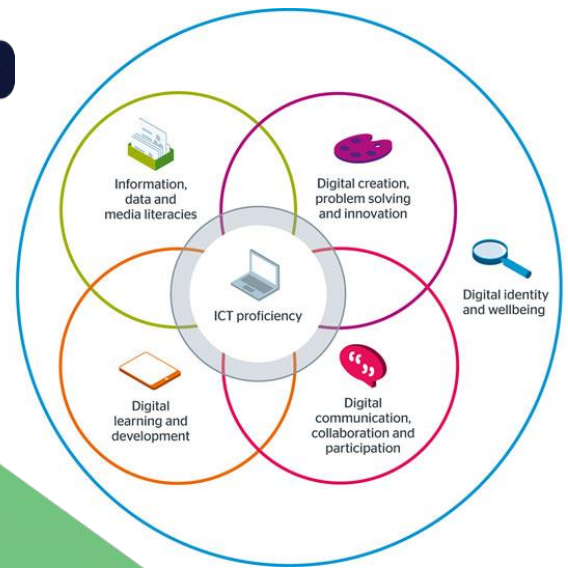 Information,
data and
media literacies
Digital creation,
problem solving
and innovation
ICT proficiency
Digital identity
and wellbeing
Digital
learning and
development
Digital
communication,
collaboration and
participation